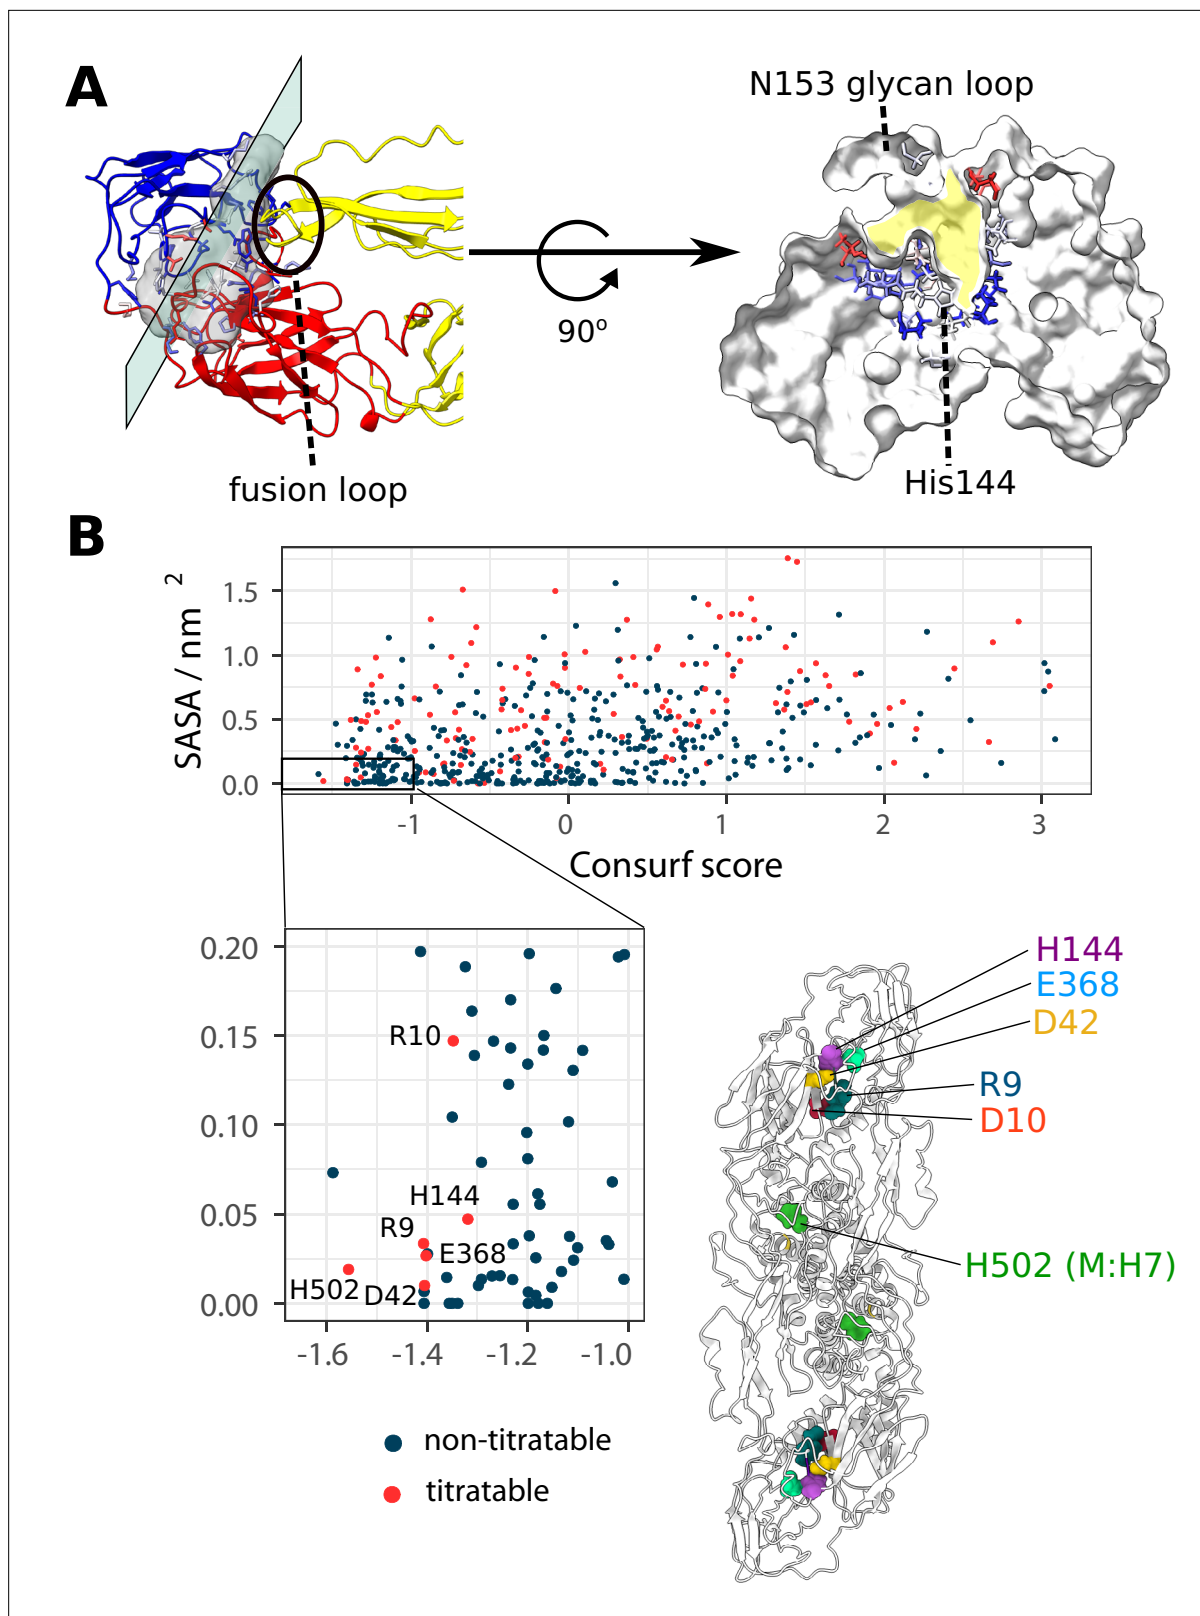 A
N153 glycan loop
90º
fusion loop
His144
B
SASA / nm 2
1.5
1.0
0.5
0.0
-1
0
1
2
3
Consurf score
0.20
0.15
0.10
0.05
0.00
R10
H144
R9
E368
H502
D42
-1.6
-1.4
-1.2
-1.0
non-titratable
titratable
H144
E368
D42
R9
D10
H502 (M:H7)